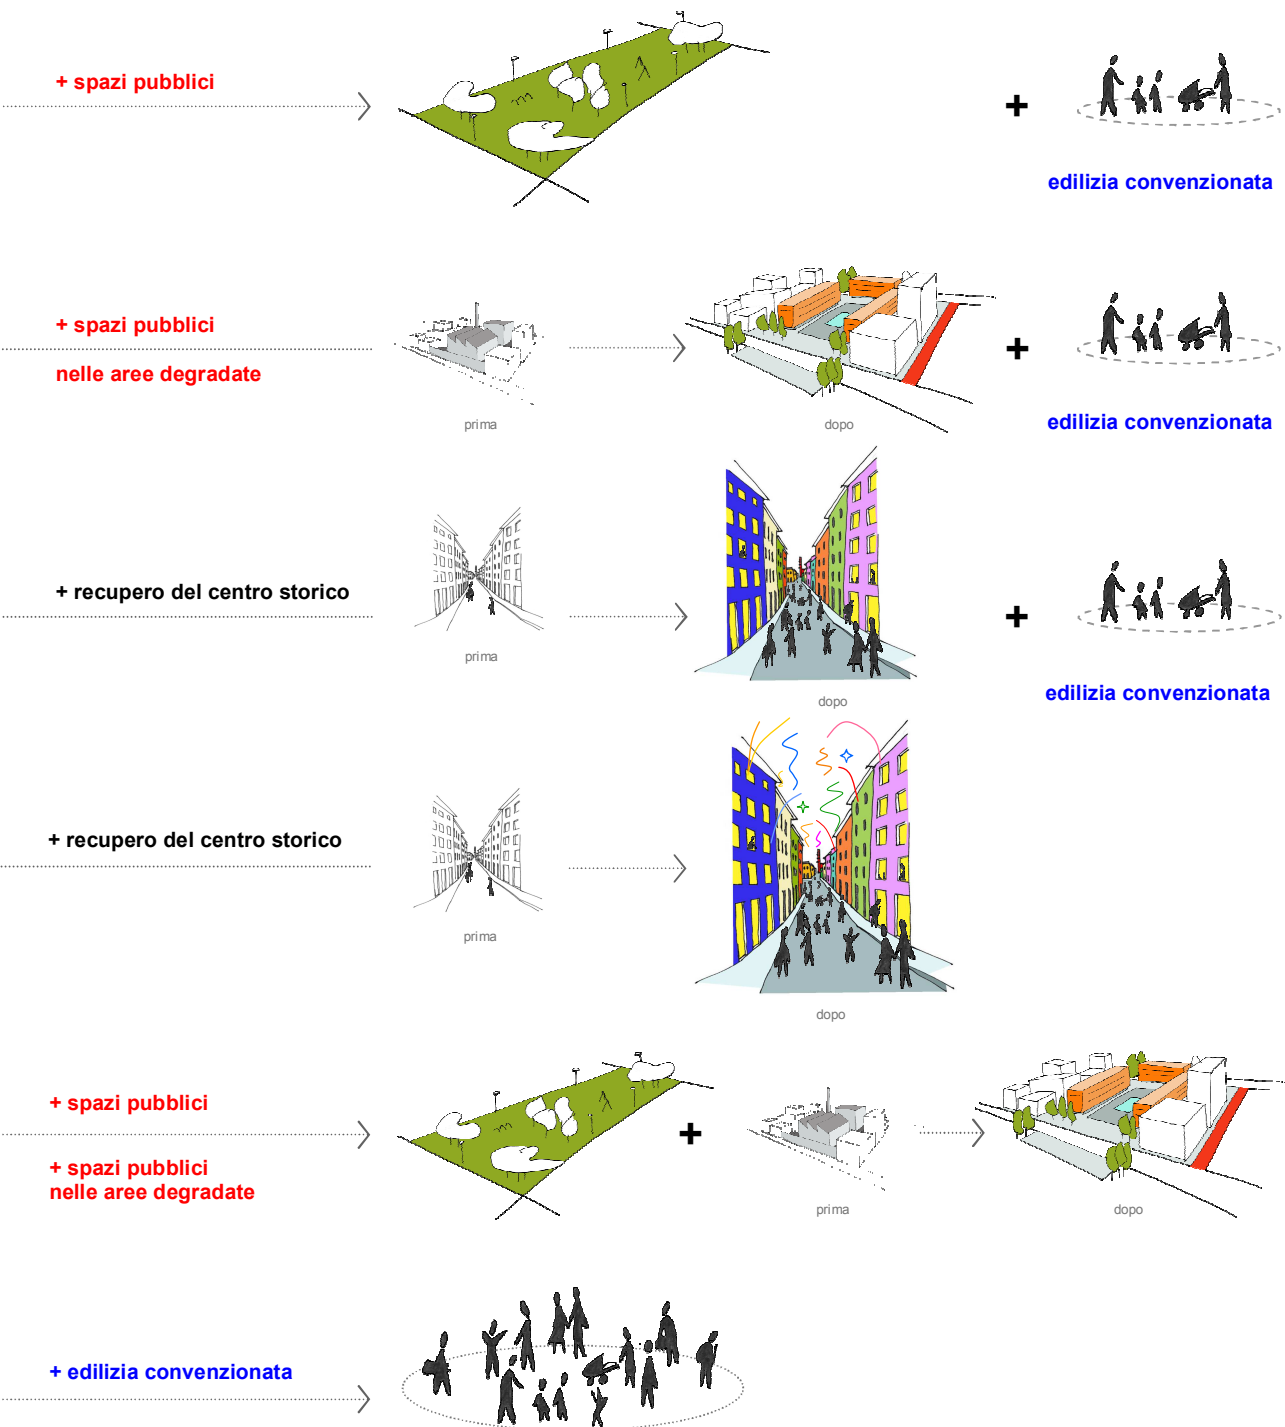 + spazi pubblici
+
edilizia convenzionata
+ spazi pubblici
nelle aree degradate
prima
dopo
+
edilizia convenzionata
+ recupero del centro storico
prima
dopo
+
edilizia convenzionata
+ recupero del centro storico
prima
dopo
+ spazi pubblici
+ spazi pubblici
nelle aree degradate
+
prima
dopo
+ edilizia convenzionata